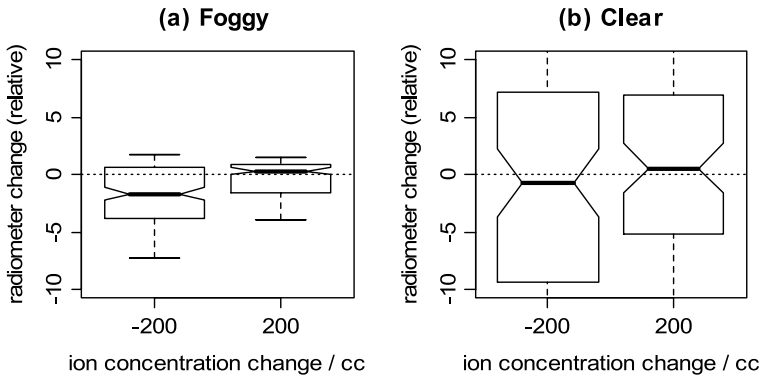 (a) Foggy
radiometer change (relative)
10
5
0
-5
-10
-200
200
ion concentration change / cc
(b) Clear
radiometer change (relative)
10
5
0
-5
-10
-200
200
ion concentration change / cc